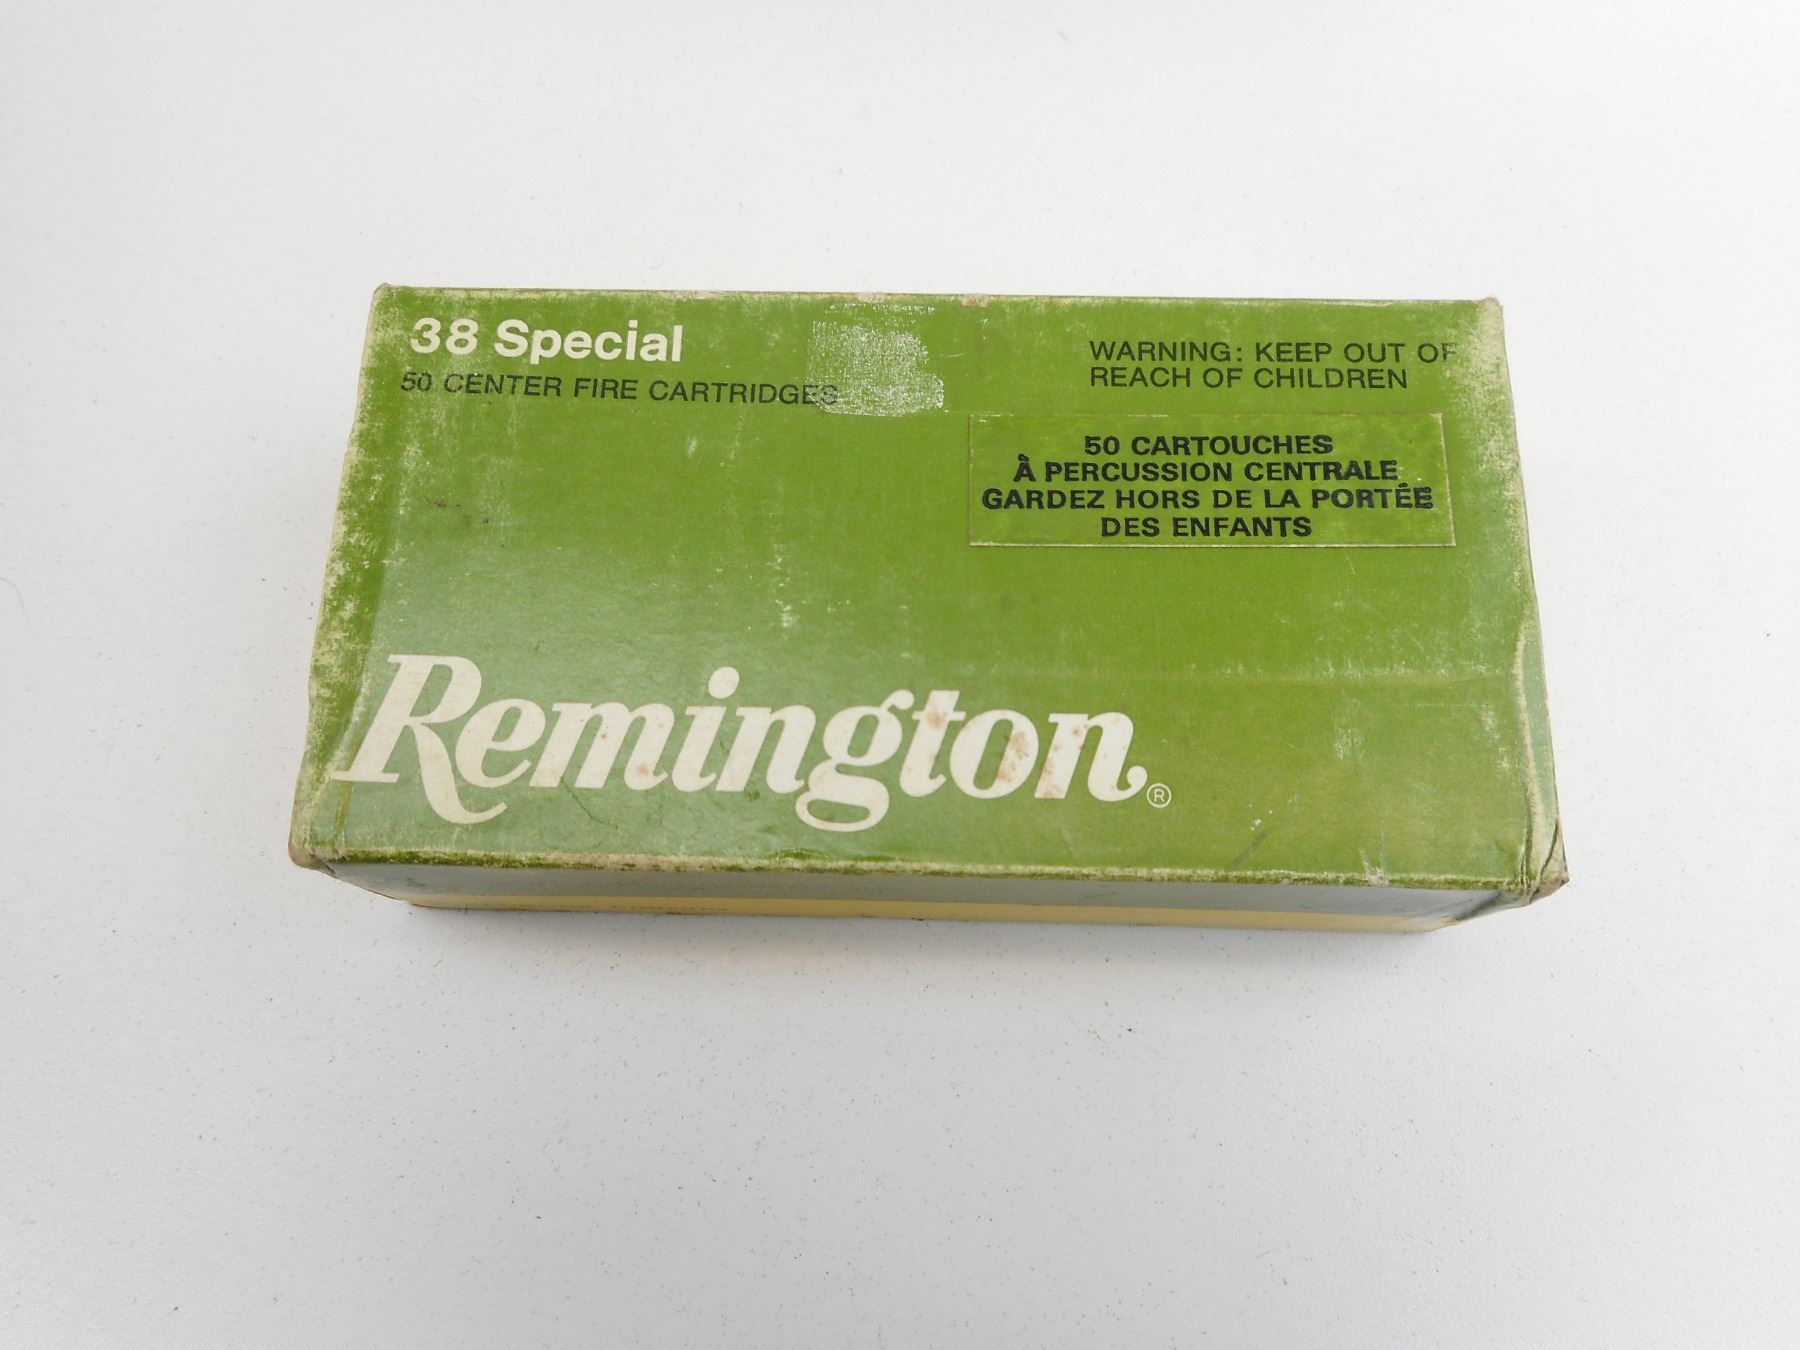 38 Special
50 CENTER FIRE CARTRIDGES
WARNING: KEEP OUT OF
REACH OF CHILDREN
50 CARTOUCHES
À PERCUSSION CENTRALE
GARDEZ HORS DE LA PORTÉE
DES ENFANTS
Remington®